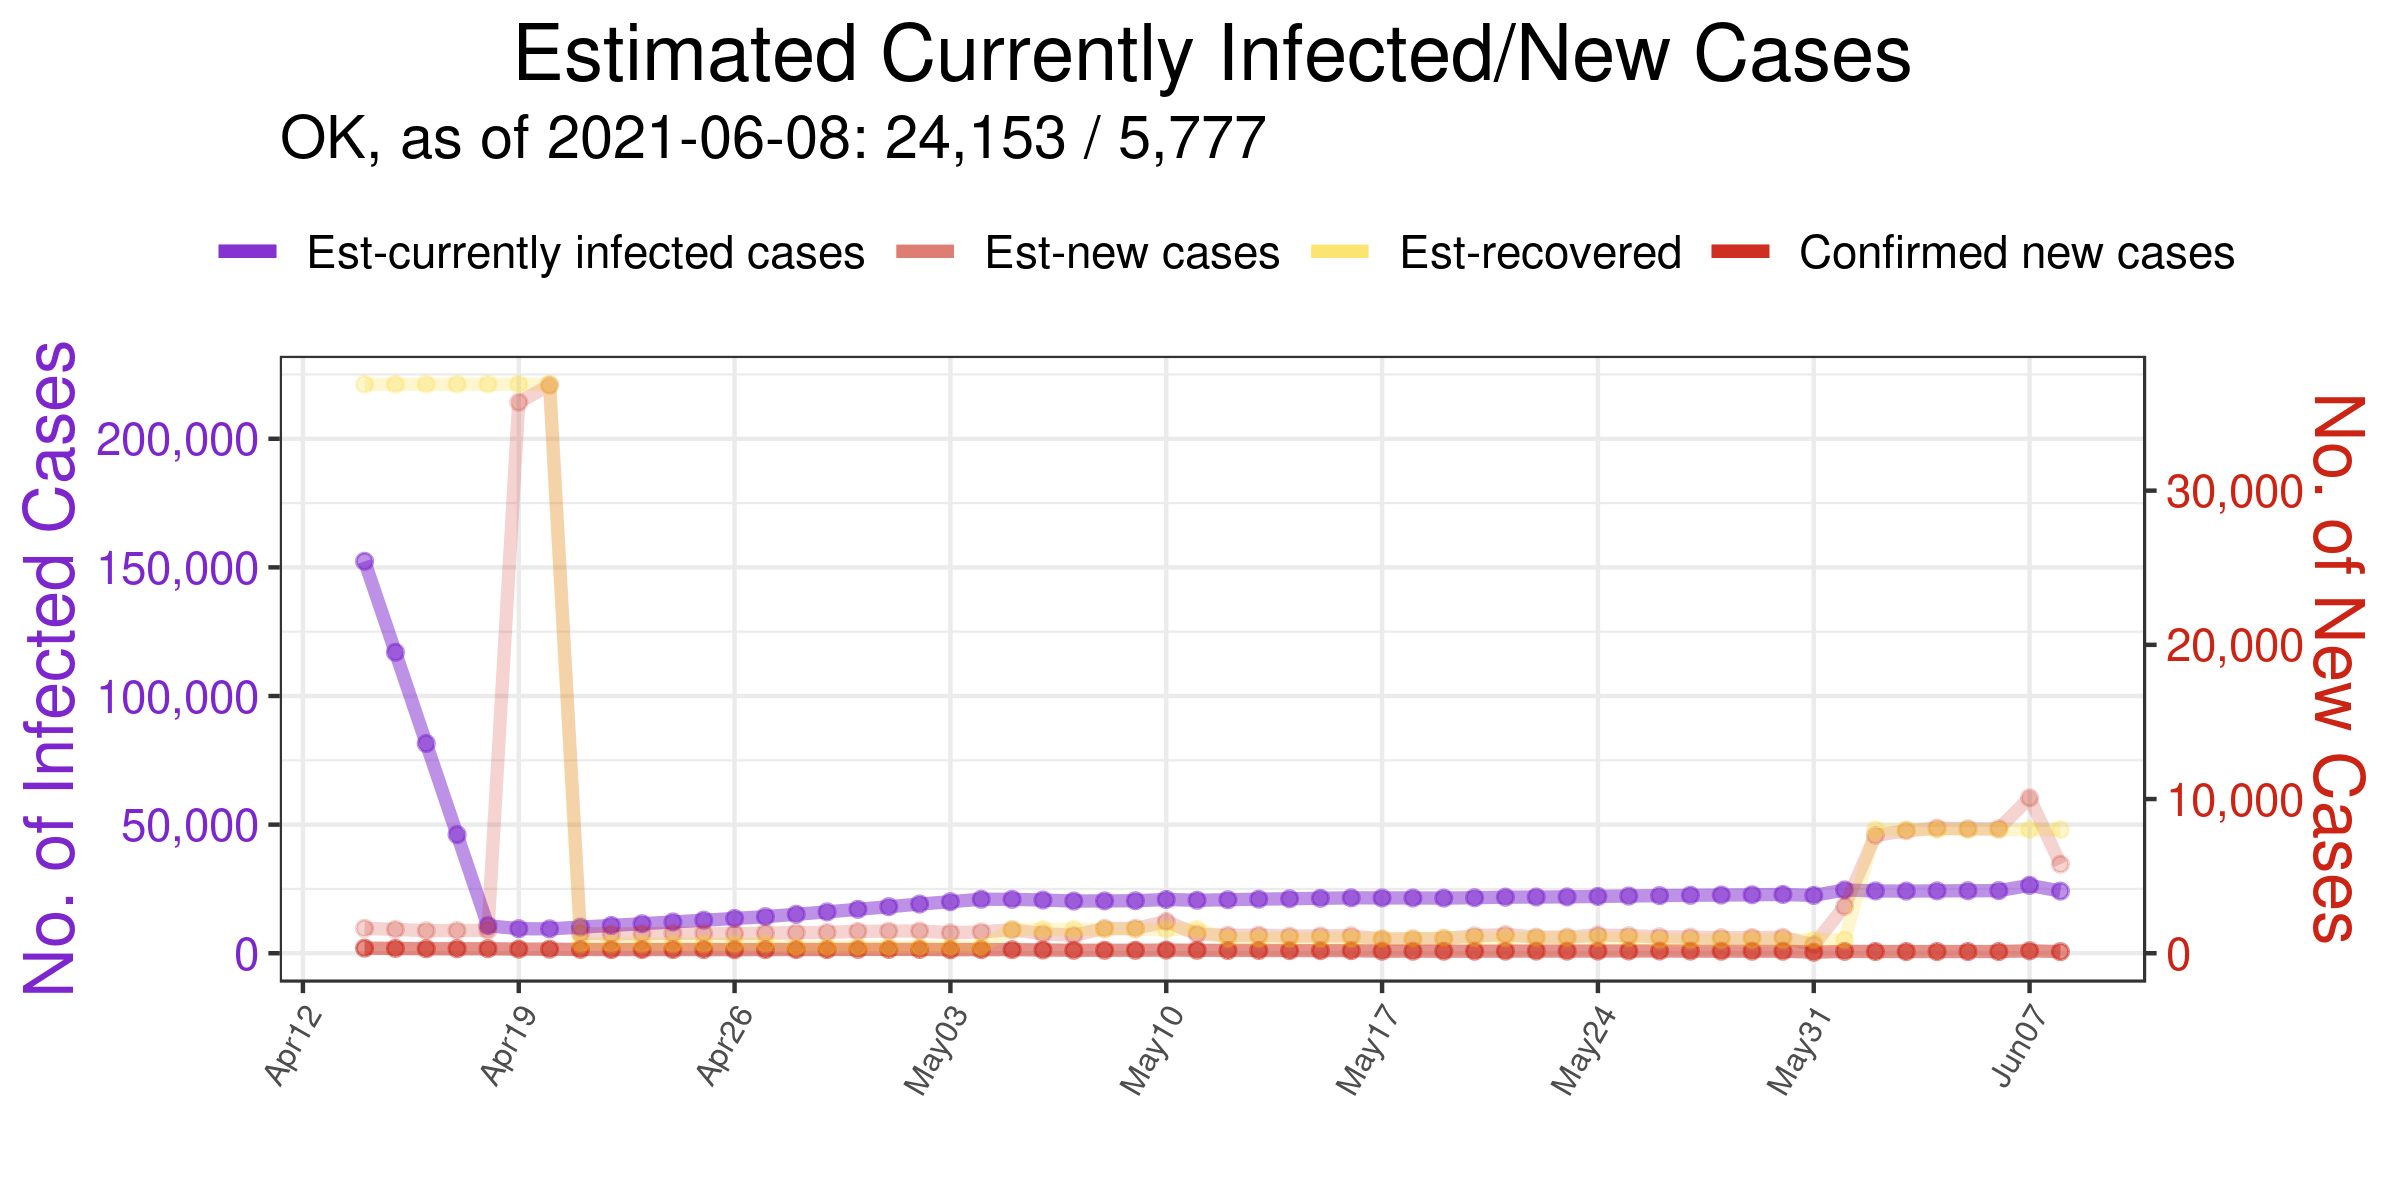 Estimated Currently Infected/New Cases
OK, as of 2021-06-08: 24,153 / 5,777
Est-currently infected cases Est-new cases Est-recovered Confirmed new cases
No. of Infected Cases
200,000
150,000
100,000
50,000
0
30,000
20,000
10,000
0
No. of New Cases
Apr12 Apr19 Apr26 May03 May10 May17 May24 May31 Jun07